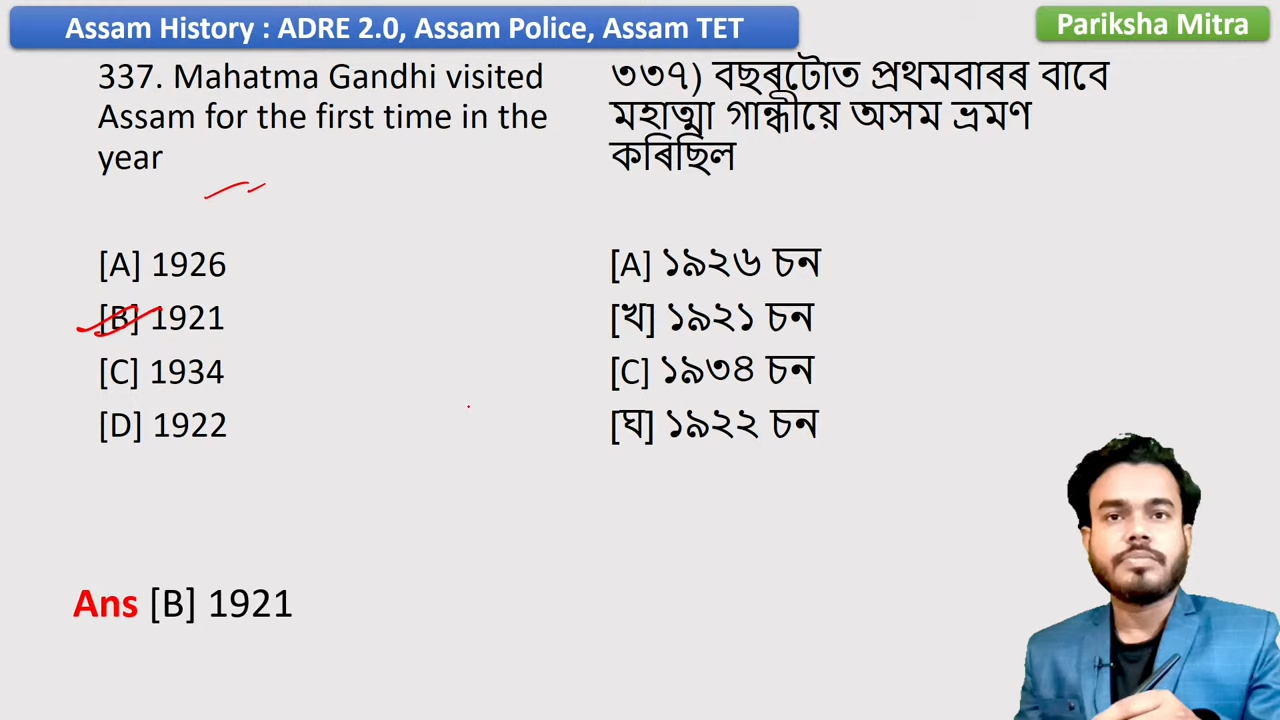 Assam History : ADRE 2.0, Assam Police, Assam TET
Pariksha Mitra
337. Mahatma Gandhi visited
Assam for the first time in the
year
[A] 1926
[B] 1921
[C] 1934
[D] 1922
Ans [B] 1921
৩৩৭) বছৰটোত প্ৰথমবাৰৰ বাবে
মহাত্মা গান্ধীয়ে অসম ভ্ৰমণ
কৰিছিল
[A] ১৯২৬ চন
[খ] ১৯২১ চন
[C] ১৯৩৪ চন
[ঘ] ১৯২২ চন